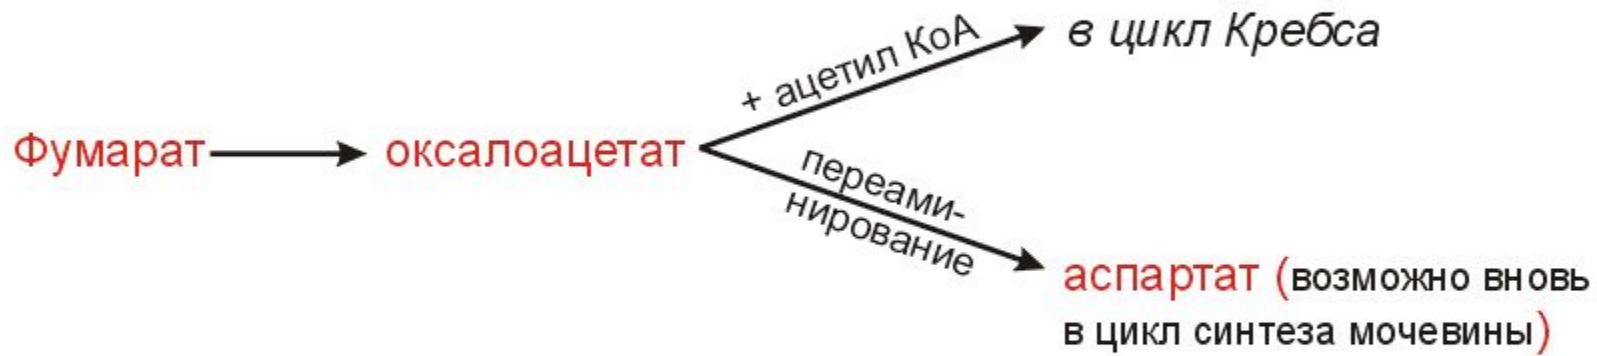 + ацетил КоА
в цикл Кребса
Фумарат
оксалоацетат
переами-
нирование
аспартат (возможно вновь
в цикл синтеза мочевины)